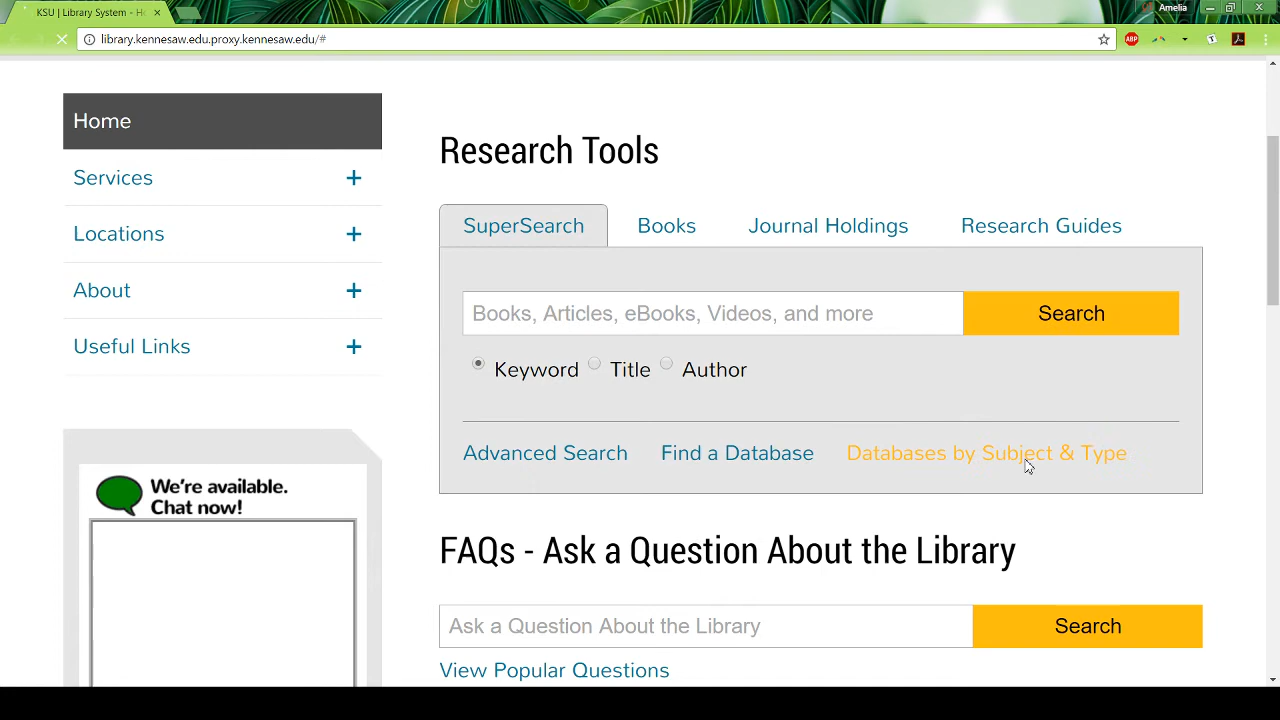 KSU | Library System - Ho
Amelia
library.kennesaw.edu.proxy.kennesaw.edu/#
ABP
Home
Services +
Locations +
About +
Useful Links +
We're available.
Chat now!
Research Tools
SuperSearch Books Journal Holdings Research Guides
Books, Articles, eBooks, Videos, and more Search
Keyword Title Author
Advanced Search Find a Database Databases by Subject & Type
FAQs - Ask a Question About the Library
Ask a Question About the Library Search
View Popular Questions